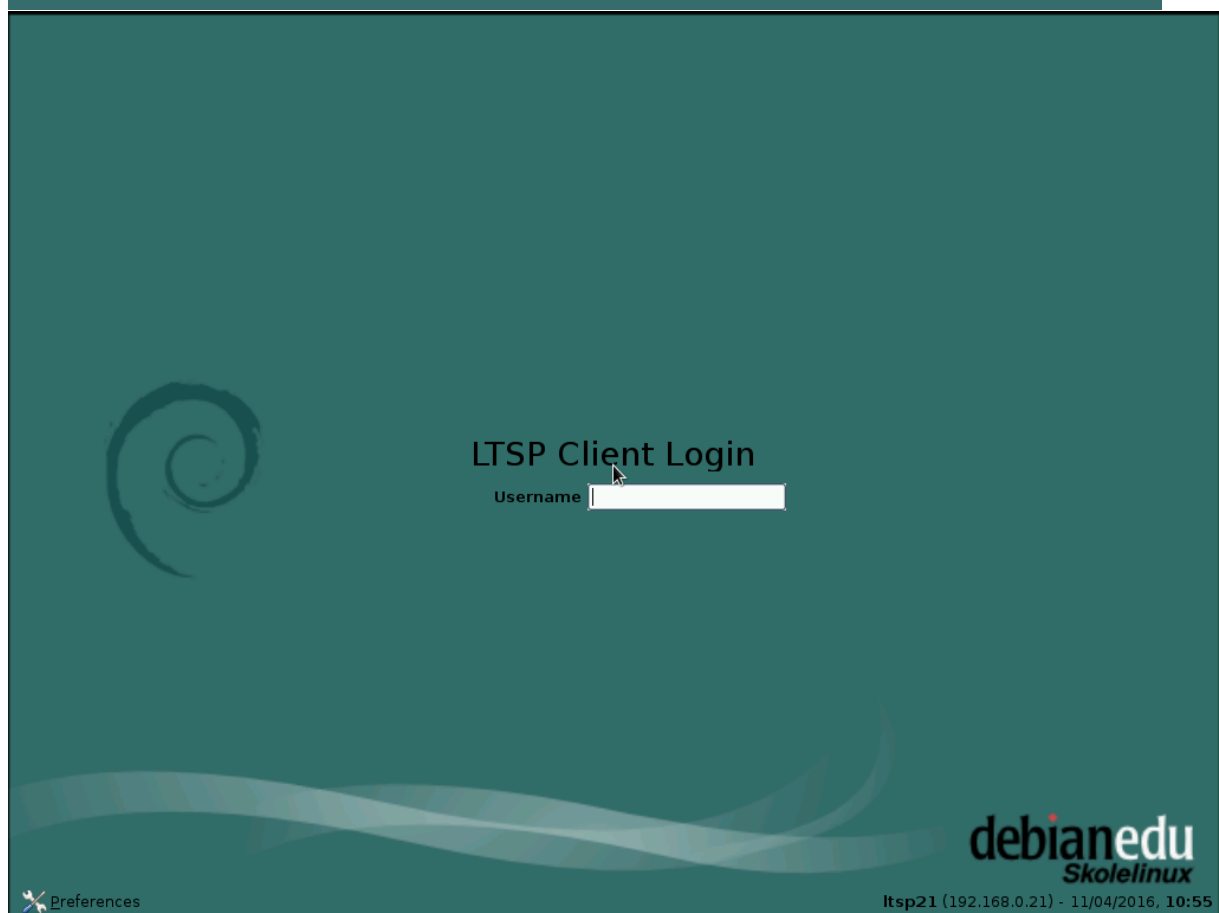 LTSP Client Login
Username
debianedu
Skolelinux
Preferences
ltsp21 (192.168.0.21) - 11/04/2016, 10:55